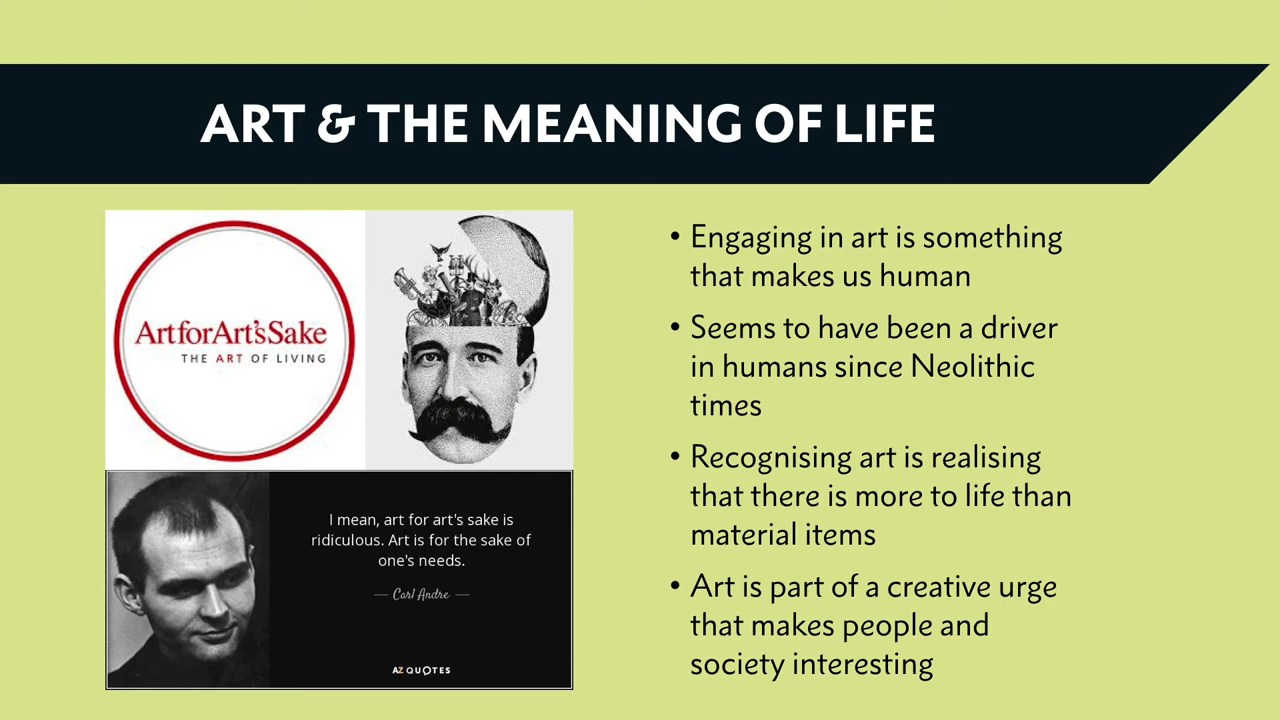 ART & THE MEANING OF LIFE
ArtforArt'sSake
THE ART OF LIVING
I mean, art for art's sake is
ridiculous. Art is for the sake of
one's needs.
— Carl Andre —
AZ QUOTES
• Engaging in art is something
that makes us human
• Seems to have been a driver
in humans since Neolithic
times
• Recognising art is realising
that there is more to life than
material items
• Art is part of a creative urge
that makes people and
society interesting